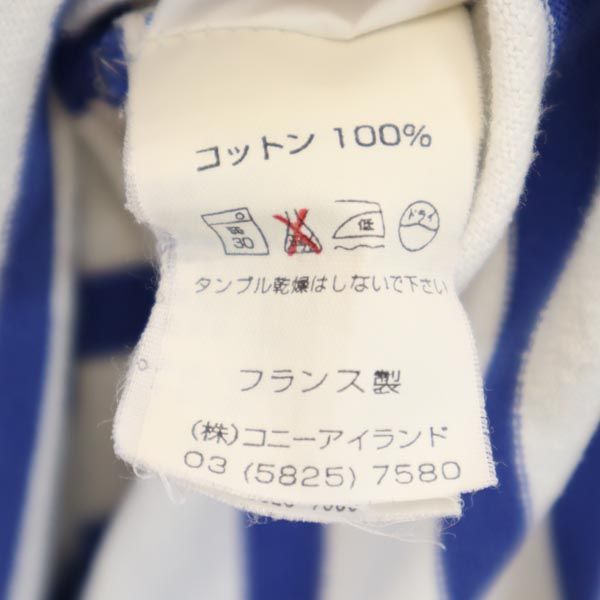 コットン 100%
弱 30 低 ドライ
タンブル乾燥はしないで下さい
フランス製
(株)コニーアイランド
03 (5825) 7580